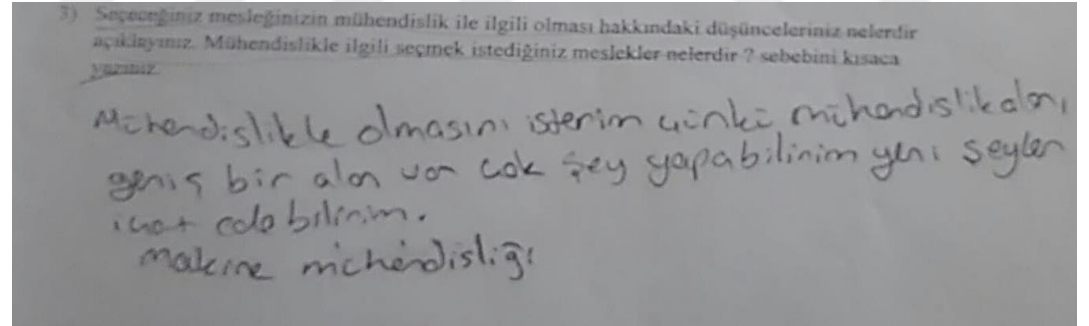 3) Seçeceğiniz mesleğinizin mühendislik ile ilgili olması hakkındaki düşünceleriniz nelerdir
açıklayınız. Mühendislikle ilgili seçmek istediğiniz meslekler nelerdir ? sebebini kısaca
yazınız.
Mühendislikle olmasını isterim çünkü mühendislik alanı
geniş bir alan var çok şey yapabilirim yeni şeyler
icat edebilirim.
Makine mühendisliği